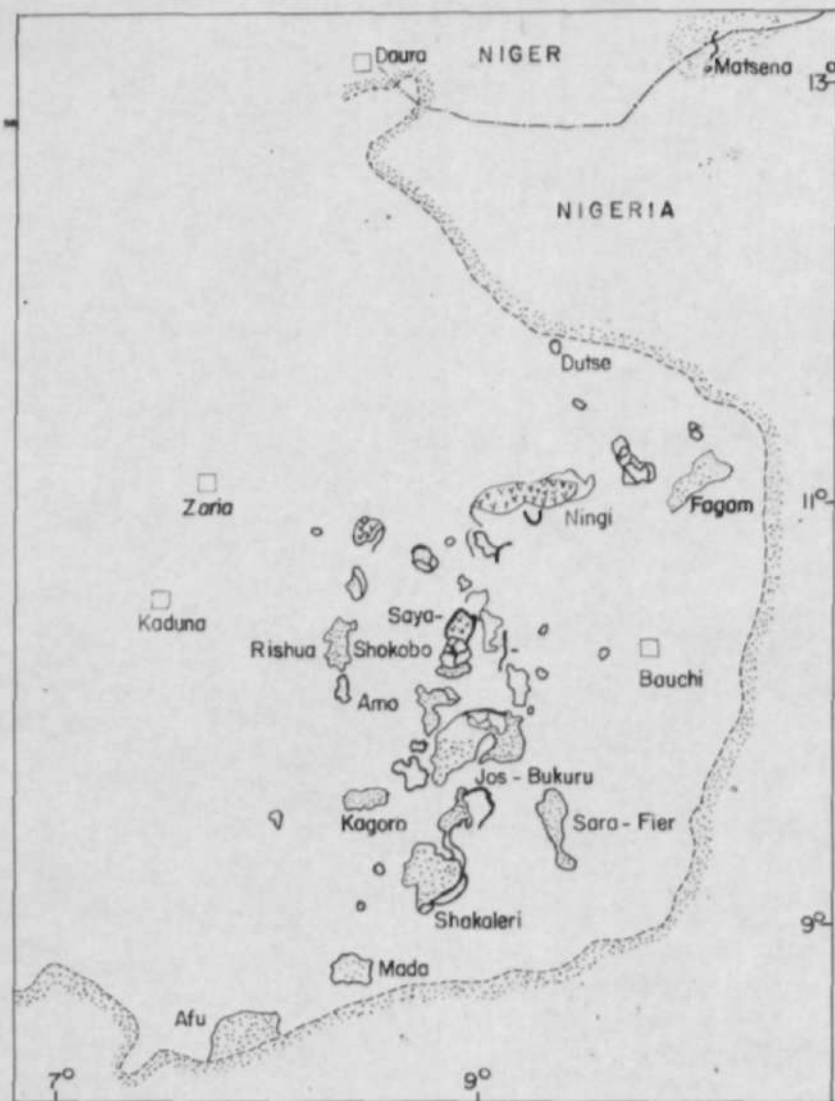 Daura
NIGER
Matsena
13°
NIGERIA
Dutse
Zaria
Ningi
Fagam
11°
Kaduna
Saya-
Rishua
Shokobo
Bauchi
Amo
Jos - Bukuru
Kagoro
Sara - Fier
Shakaleri
9°
Mada
Afu
7°
9°